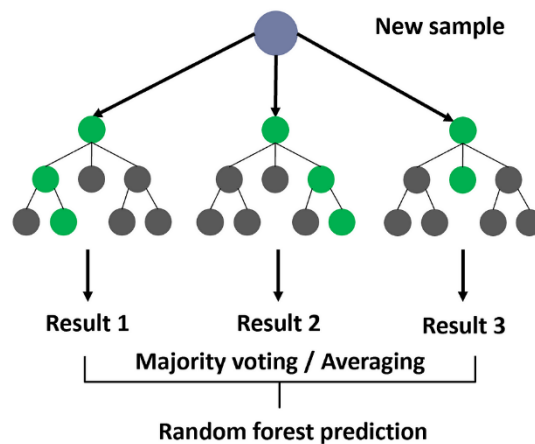 New sample
Result 1
Result 2
Result 3
Majority voting / Averaging
Random forest prediction